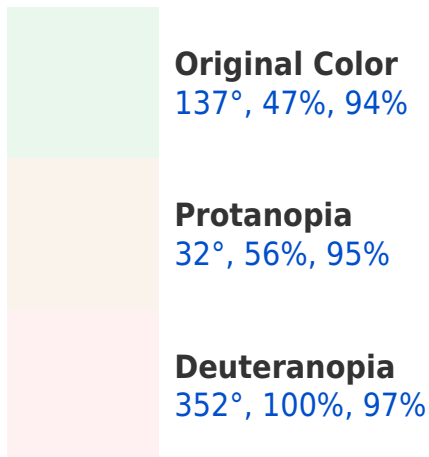 Original Color
137°, 47%, 94%
Protanopia
32°, 56%, 95%
Deuteranopia
352°, 100%, 97%